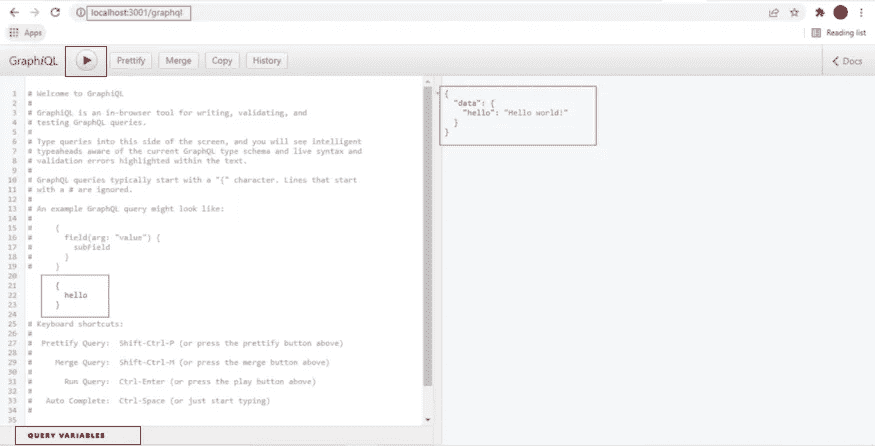 localhost:3001/graphql
Apps
Reading list
GraphiQL
Prettify
Merge
Copy
History
Docs
1 # Welcome to GraphiQL
2 #
3 # GraphiQL is an in-browser tool for writing, validating, and
4 # testing GraphQL queries.
5 #
6 # Type queries into this side of the screen, and you will see intelligent
7 # typeaheads aware of the current GraphQL type schema and live syntax and
8 # validation errors highlighted within the text.
9 #
10 # GraphQL queries typically start with a "{" character. Lines that start
11 # with a # are ignored.
12 #
13 # An example GraphQL query might look like:
14 #
15 # {
16 # field(arg: "value") {
17 # subField
18 # }
19 # }
20
21 {
22 hello
23 }
24
25 # Keyboard shortcuts:
26 #
27 # Prettify Query: Shift-Ctrl-P (or press the prettify button above)
28 #
29 # Merge Query: Shift-Ctrl-M (or press the merge button above)
30 #
31 # Run Query: Ctrl-Enter (or press the play button above)
32 #
33 # Auto Complete: Ctrl-Space (or just start typing)
34 #
35
QUERY VARIABLES
{
"data": {
"hello": "Hello world!"
}
}